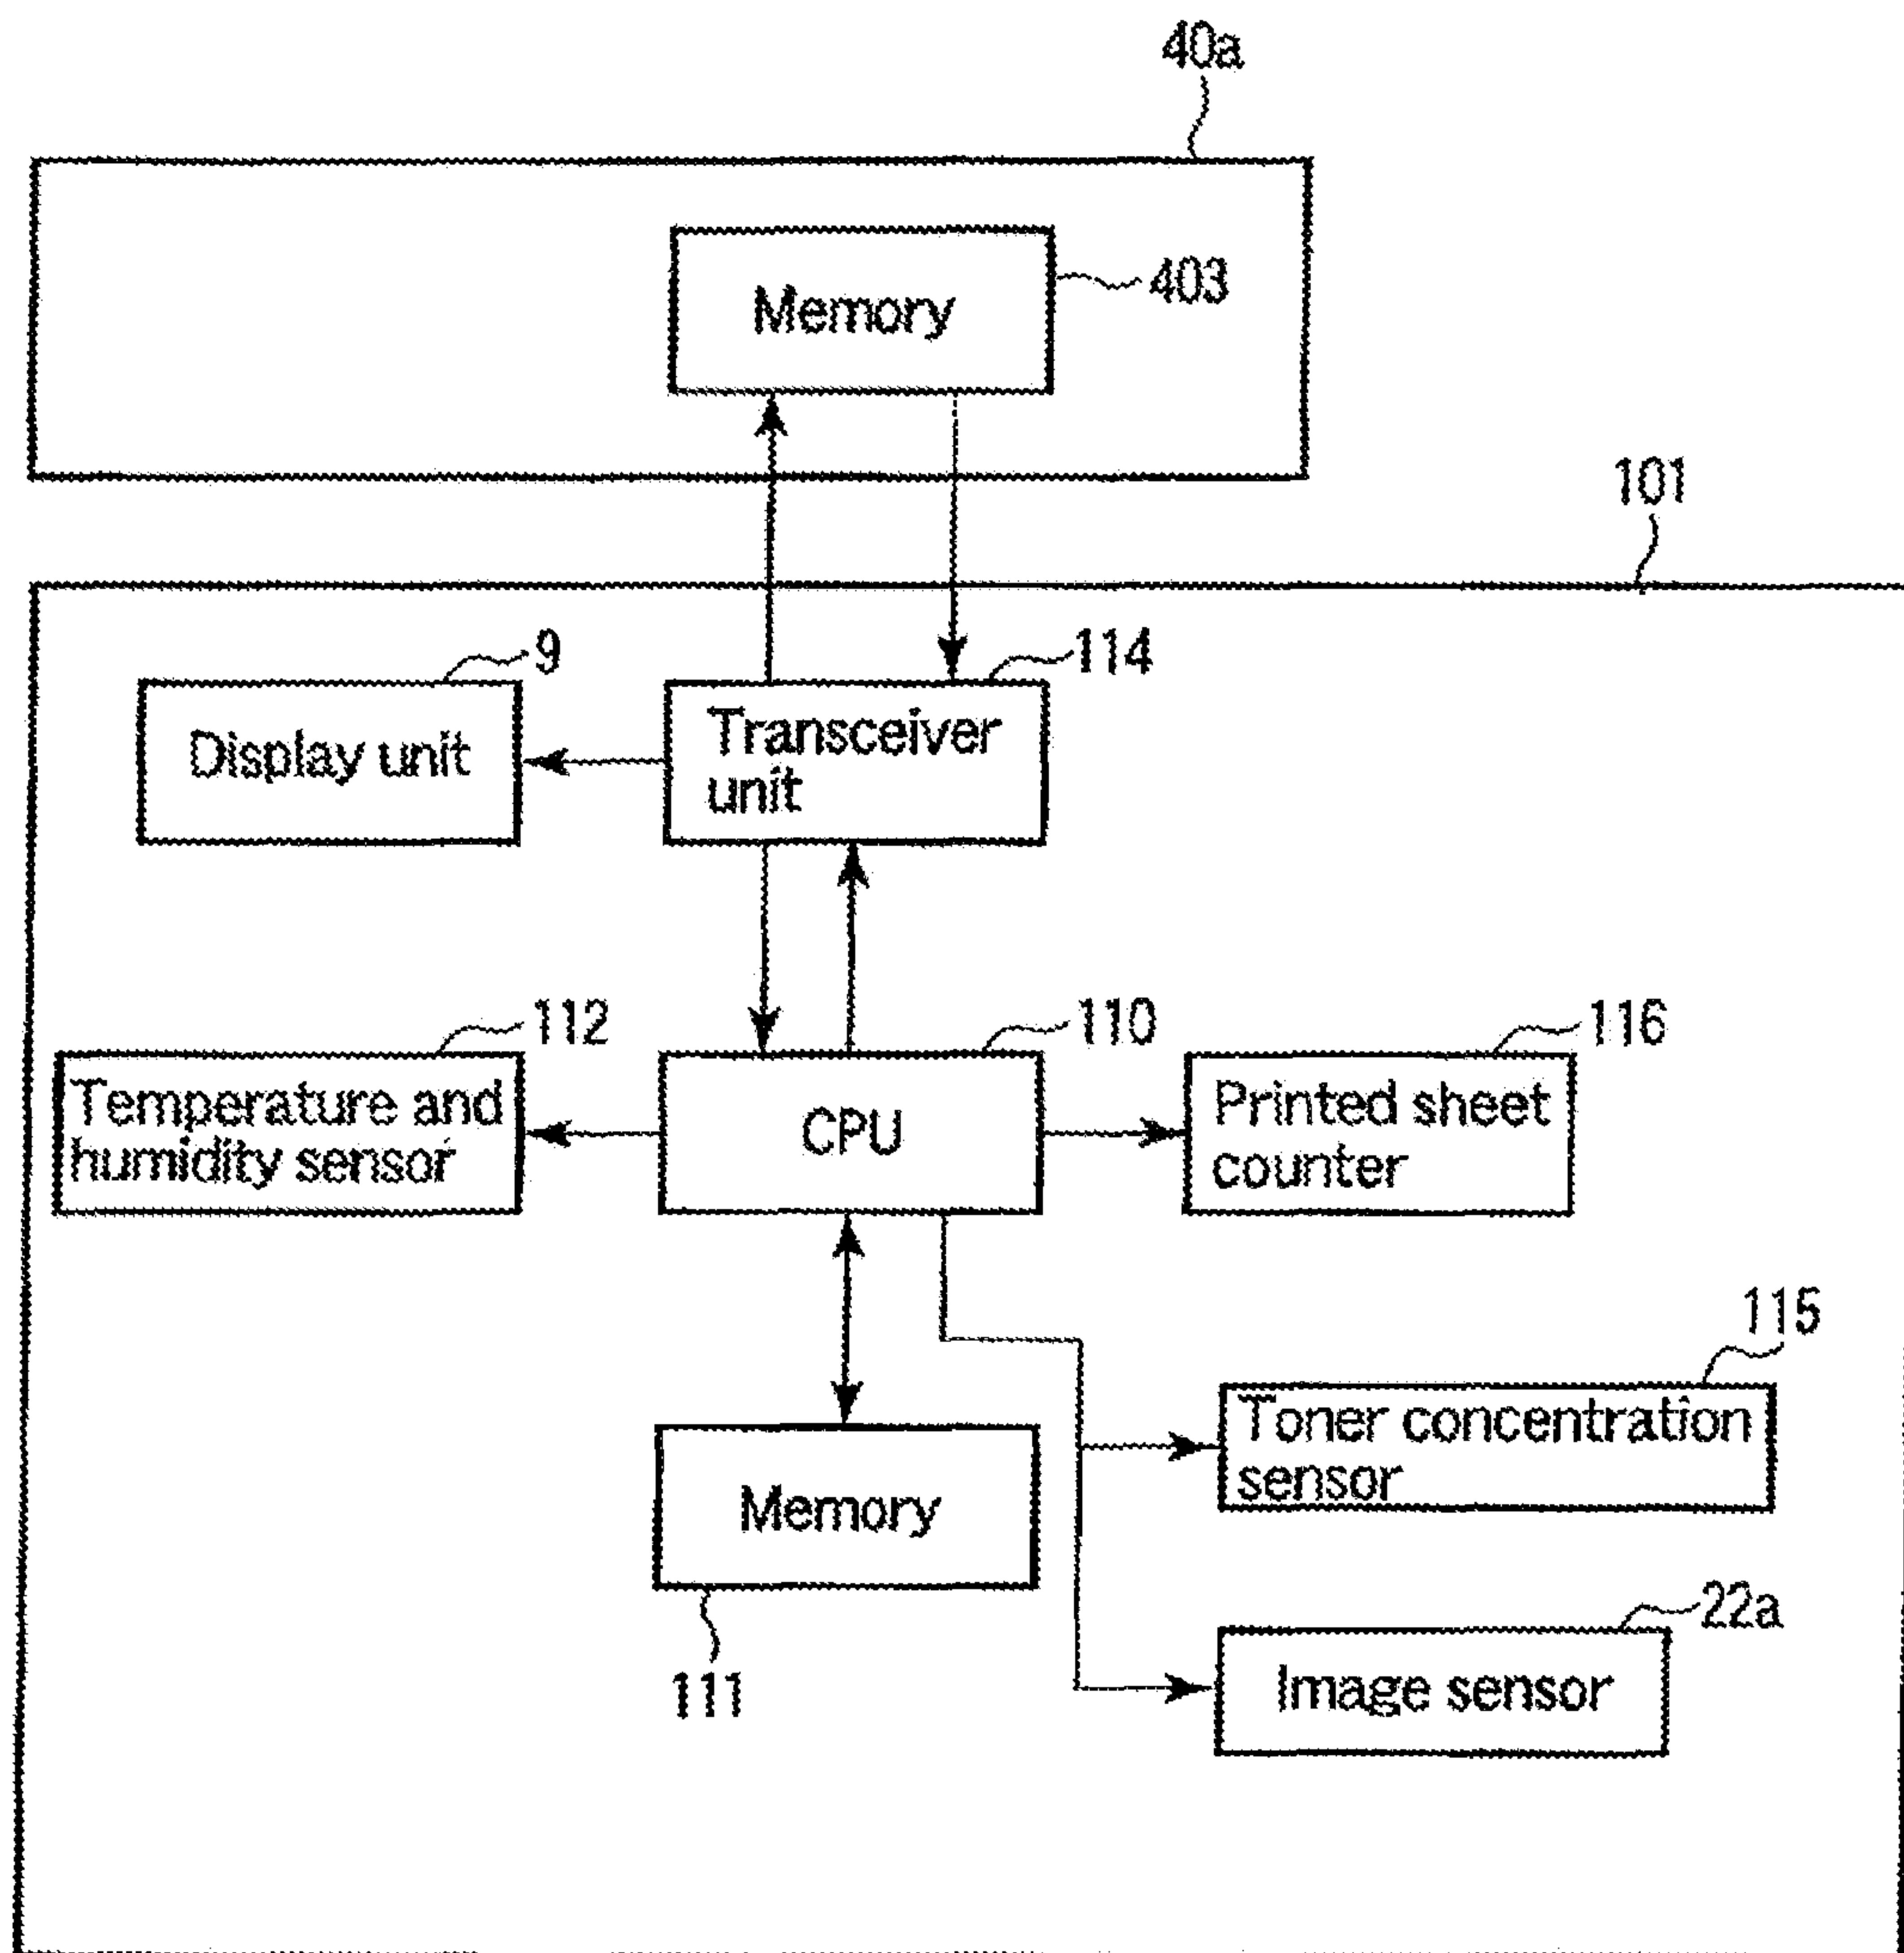 40a
Memory
403
101
9
114
Display unit
Transceiver
unit
112
110
116
Temperature and
humidity sensor
CPU
Printed sheet
counter
115
Toner concentration
sensor
Memory
22a
111
Image sensor